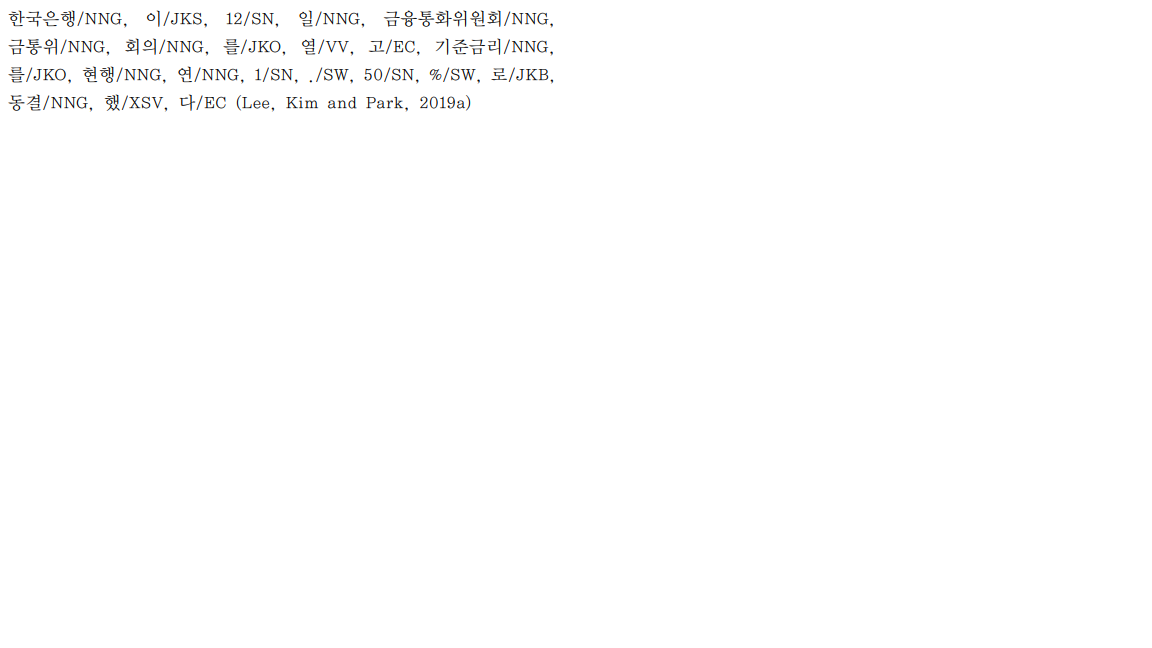 한국은행/NNG, 이/JKS, 12/SN, 일/NNG, 금융통화위원회/NNG,
금통위/NNG, 회의/NNG, 를/JKO, 열/VV, 고/EC, 기준금리/NNG,
를/JKO, 현행/NNG, 연/NNG, 1/SN, ./SW, 50/SN, %/SW, 로/JKB,
동결/NNG, 했/XSV, 다/EC (Lee, Kim and Park, 2019a)